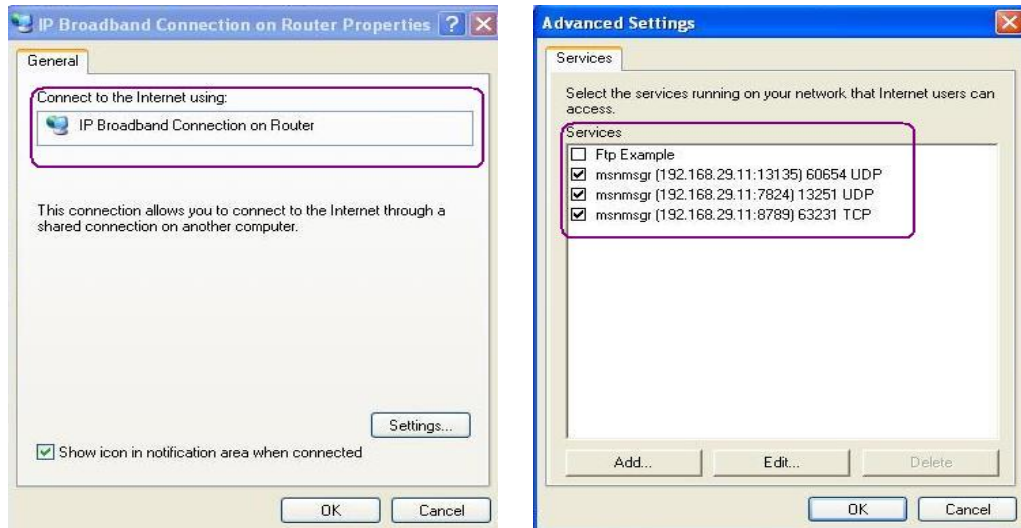 IP Broadband Connection on Router Properties
General
Connect to the Internet using:
IP Broadband Connection on Router
This connection allows you to connect to the Internet through a
shared connection on another computer.
Settings...
Show icon in notification area when connected
OK Cancel
Advanced Settings
Services
Select the services running on your network that Internet users can
access.
Services
Ftp Example
msnmsgr (192.168.29.11:13135) 60654 UDP
msnmsgr (192.168.29.11:7824) 13251 UDP
msnmsgr (192.168.29.11:8789) 63231 TCP
Add... Edit... Delete
OK Cancel